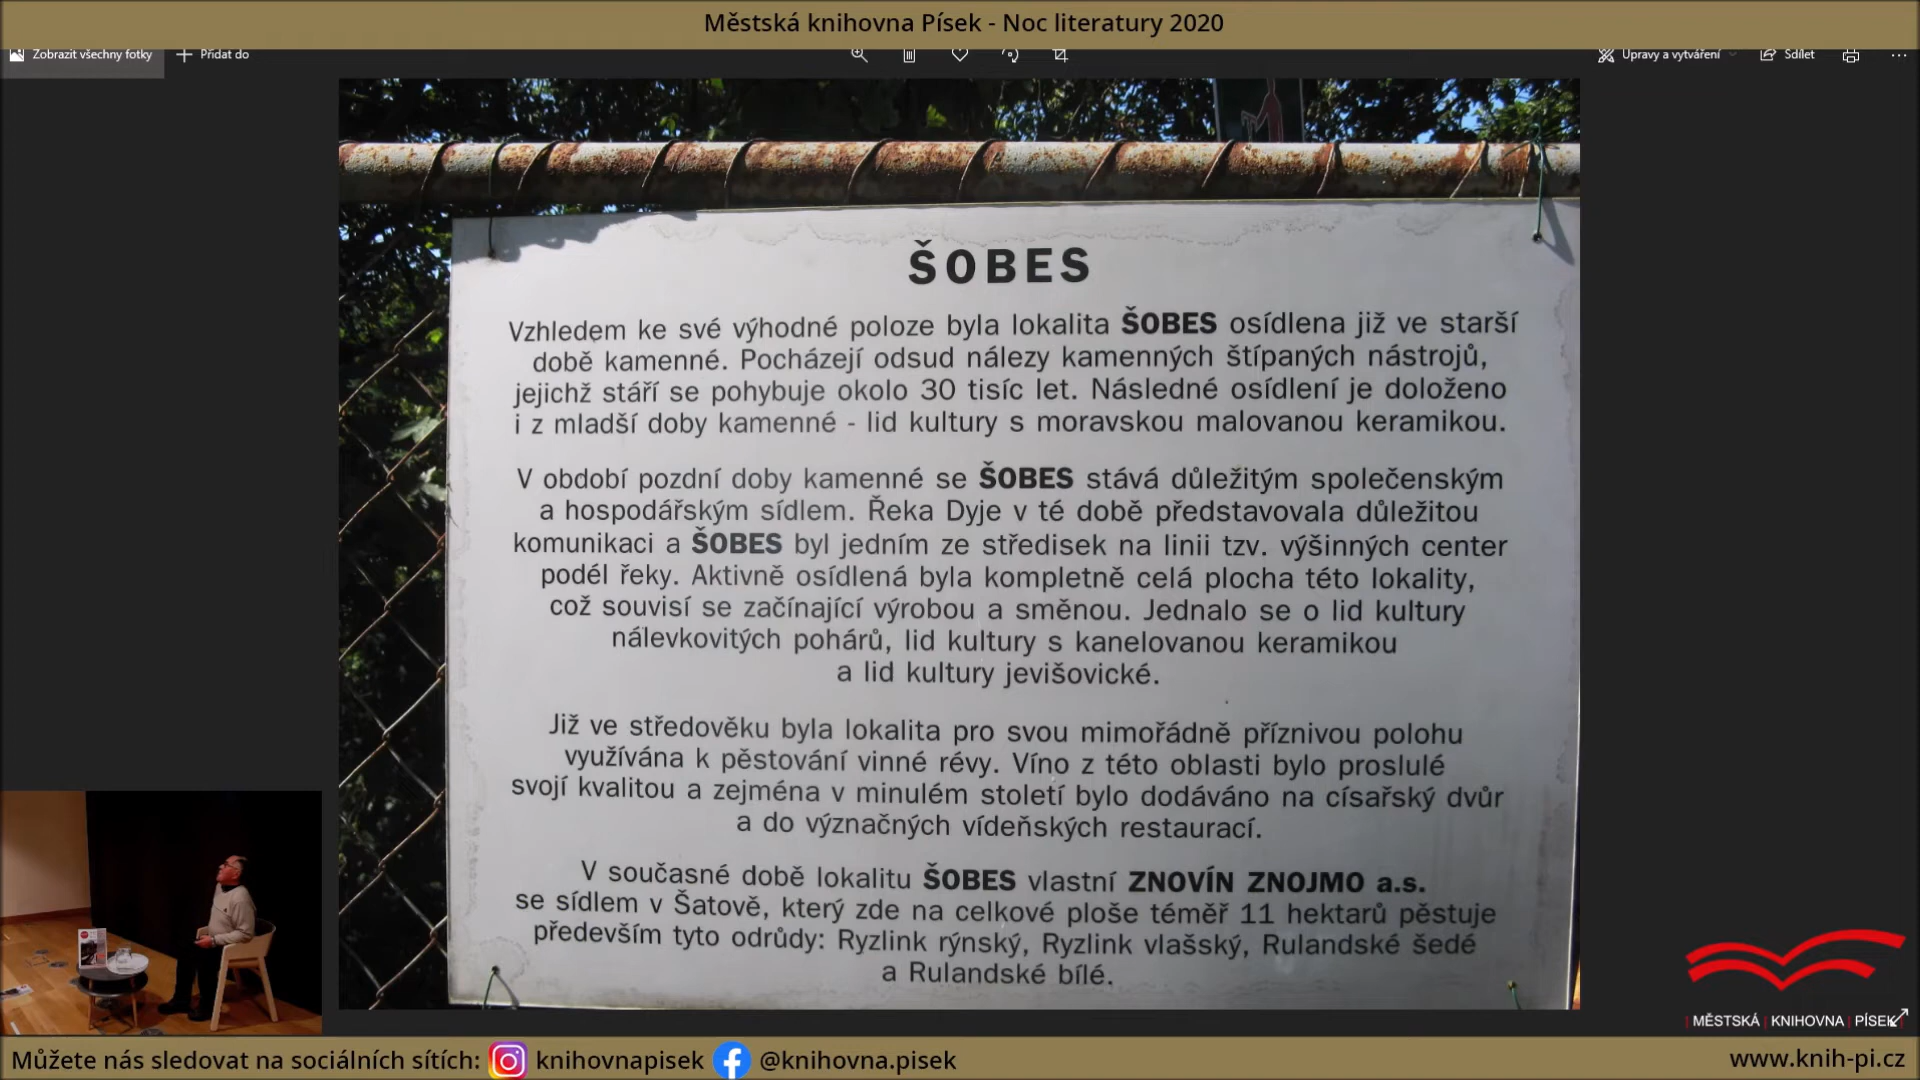 Městská knihovna Písek - Noc literatury 2020
Zobrazit všechny fotky
Přidat do
Upravy a vytváření
Sdílet
ŠOBES
Vzhledem ke své výhodné poloze byla lokalita ŠOBES osídlena již ve starší
době kamenné. Pocházejí odsud nálezy kamenných štípaných nástrojů,
jejichž stáří se pohybuje okolo 30 tisíc let. Následné osídlení je doloženo
i z mladší doby kamenné - lid kultury s moravskou malovanou keramikou.
V období pozdní doby kamenné se ŠOBES stává důležitým společenským
a hospodářským sídlem. Řeka Dyje v té době představovala důležitou
komunikaci a ŠOBES byl jedním ze středisek na linii tzv. výšinných center
podél řeky. Aktivně osídlená byla kompletně celá plocha této lokality,
což souvisí se začínající výrobou a směnou. Jednalo se o lid kultury
nálevkovitých pohárů, lid kultury s kanelovanou keramikou
a lid kultury jevišovické.
Již ve středověku byla lokalita pro svou mimořádně příznivou polohu
využívána k pěstování vinné révy. Víno z této oblasti bylo proslulé
svojí kvalitou a zejména v minulém století bylo dodáváno na císařský dvůr
a do význačných vídeňských restaurací.
V současné době lokalitu ŠOBES vlastní ZNOVÍN ZNOJMO a.s.
se sídlem v Šatově, který zde na celkové ploše téměř 11 hektarů pěstuje
především tyto odrůdy: Ryzlink rýnský, Ryzlink vlašský, Rulandské šedé
a Rulandské bílé.
MĚSTSKÁ KNIHOVNA PÍSEK
Můžete nás sledovat na sociálních sítích: knihovnapisek @knihovna.pisek
www.knih-pi.cz